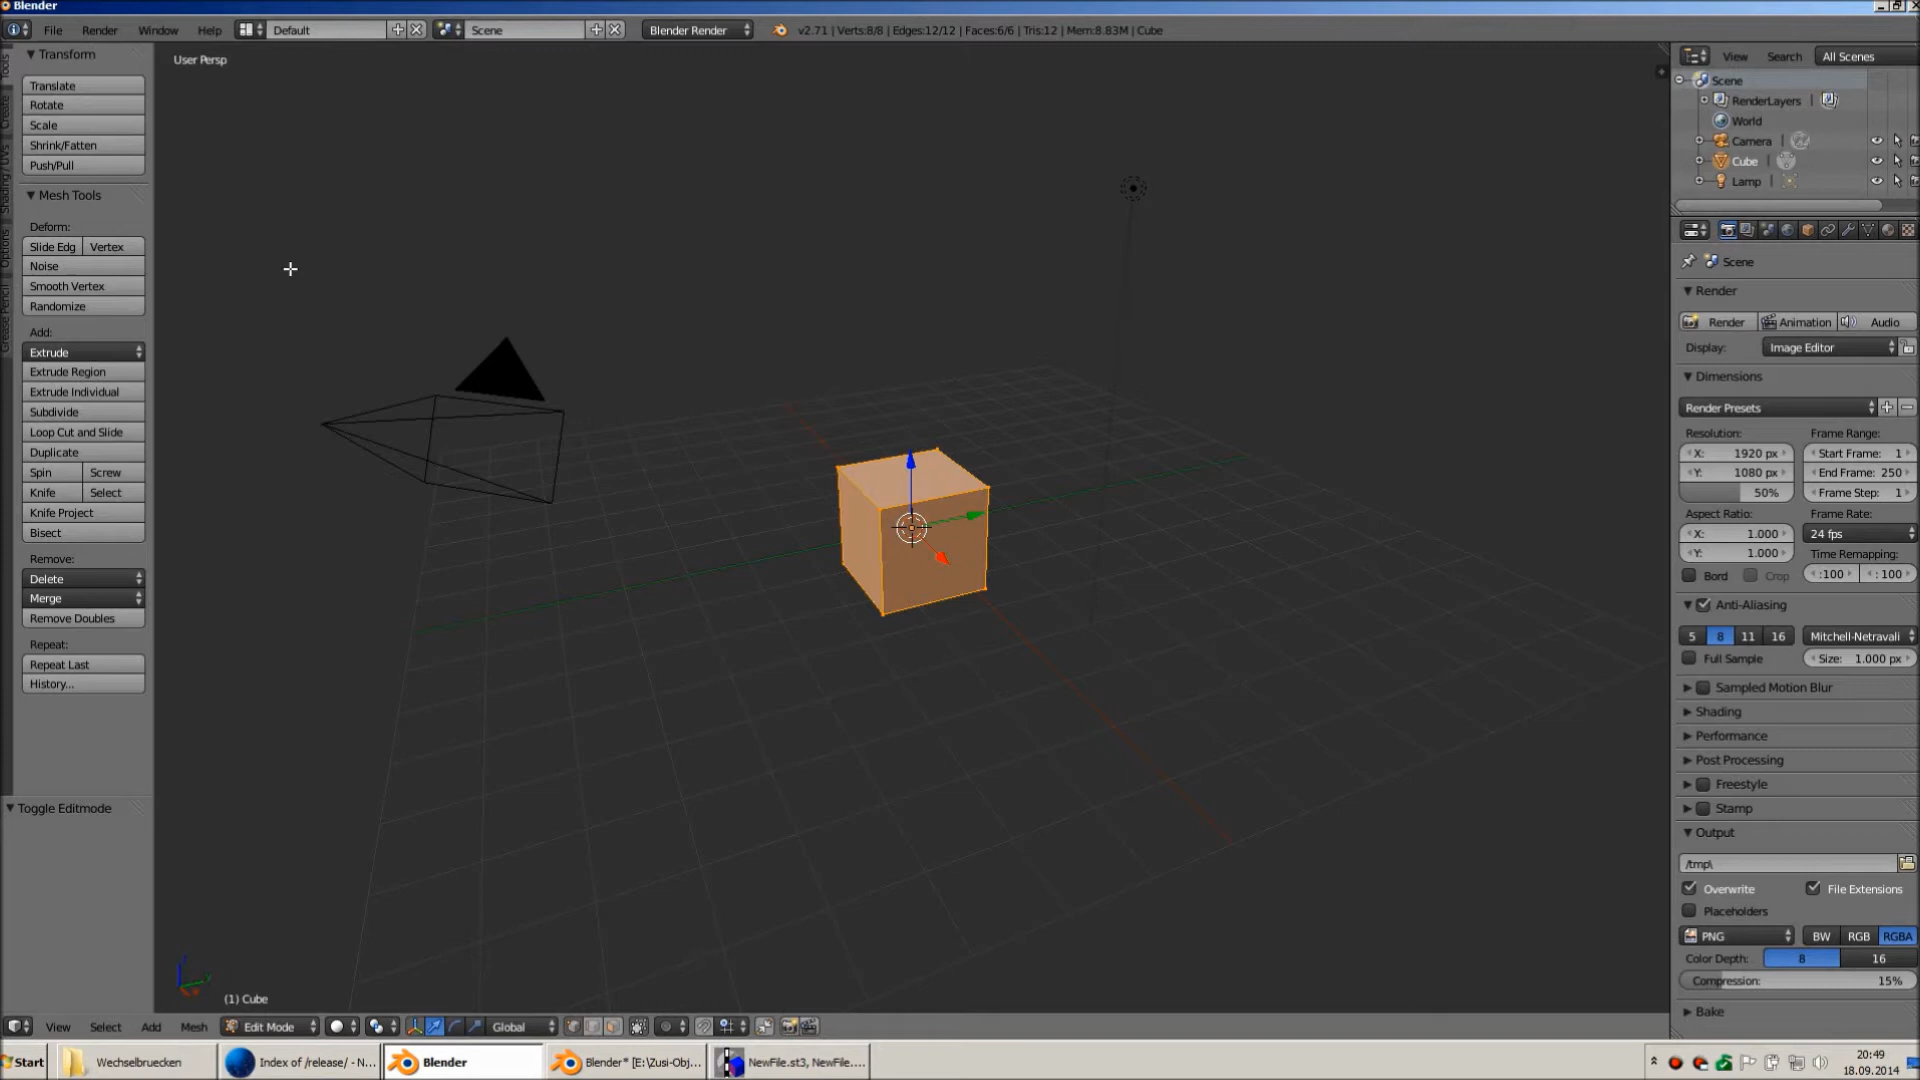 Blender
File Render Window Help Default Scene Blender Render v2.71 | Verts:8/8 | Edges:12/12 | Faces:6/6 | Tris:12 | Mem:8.83M | Cube
Transform
Translate
Rotate
Scale
Shrink/Fatten
Push/Pull
Mesh Tools
Deform:
Slide Edg Vertex
Noise
Smooth Vertex
Randomize
Add:
Extrude
Extrude Region
Extrude Individual
Subdivide
Loop Cut and Slide
Duplicate
Spin Screw
Knife Select
Knife Project
Bisect
Remove:
Delete
Merge
Remove Doubles
Repeat:
Repeat Last
History...
Toggle Editmode
Tools
Create
Shading / UVs
Options
Grease Pencil
User Persp
(1) Cube
View Search All Scenes
Scene
RenderLayers |
World
Camera |
Cube |
Lamp |
Scene
Render
Render Animation Audio
Display: Image Editor
Dimensions
Render Presets
Resolution: Frame Range:
X: 1920 px Start Frame: 1
Y: 1080 px End Frame: 250
50% Frame Step: 1
Aspect Ratio: Frame Rate:
X: 1.000 24 fps
Y: 1.000 Time Remapping:
Bord Crop :100 : 100
Anti-Aliasing
5 8 11 16 Mitchell-Netravali
Full Sample Size: 1.000 px
Sampled Motion Blur
Shading
Performance
Post Processing
Freestyle
Stamp
Output
/tmp\
Overwrite File Extensions
Placeholders
PNG BW RGB RGBA
Color Depth: 8 16
Compression: 15%
Bake
View Select Add Mesh Edit Mode Global
Start Wechselbruecken Index of /release/ - N... Blender Blender* [E:\Zusi-Obj... NewFile.st3, NewFile....
20:49
18.09.2014